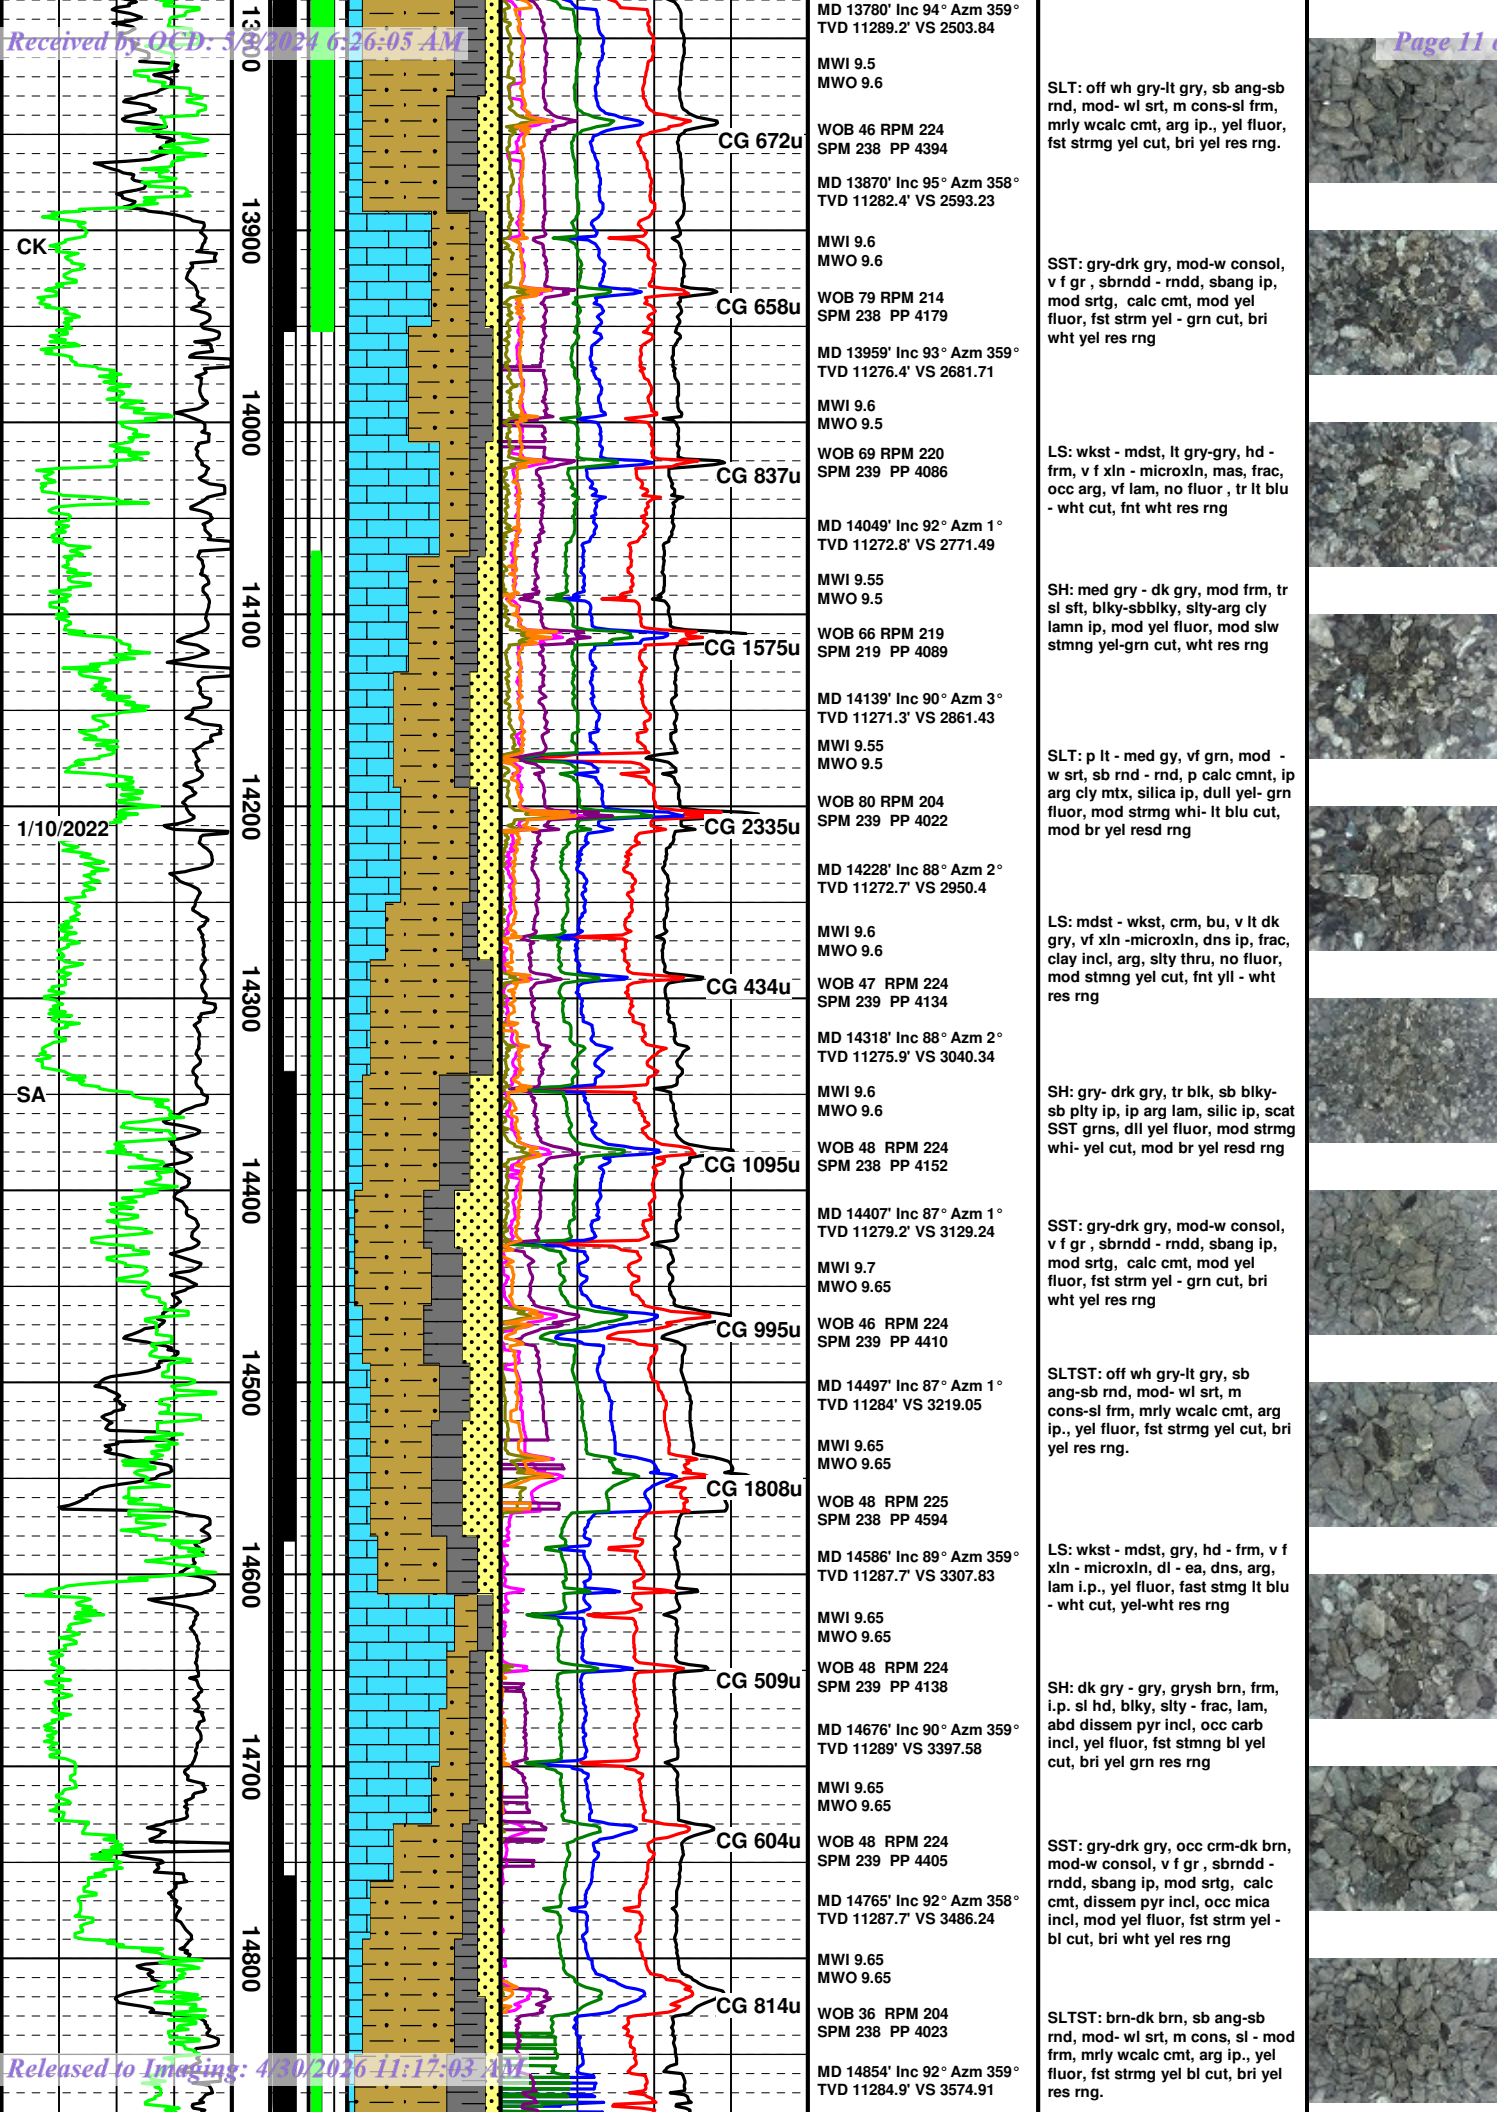 Received by OCD: 5/3/2024 6:26:05 AM
Page 11 o
CK
1/10/2022
SA
13900
14000
14100
14200
14300
14400
14500
14600
14700
14800
CG 672u
CG 658u
CG 837u
CG 1575u
CG 2335u
CG 434u
CG 1095u
CG 995u
CG 1808u
CG 509u
CG 604u
CG 814u
MD 13780' Inc 94° Azm 359°
TVD 11289.2' VS 2503.84
MWI 9.5
MWO 9.6
WOB 46 RPM 224
SPM 238 PP 4394
MD 13870' Inc 95° Azm 358°
TVD 11282.4' VS 2593.23
MWI 9.6
MWO 9.6
WOB 79 RPM 214
SPM 238 PP 4179
MD 13959' Inc 93° Azm 359°
TVD 11276.4' VS 2681.71
MWI 9.6
MWO 9.5
WOB 69 RPM 220
SPM 239 PP 4086
MD 14049' Inc 92° Azm 1°
TVD 11272.8' VS 2771.49
MWI 9.55
MWO 9.5
WOB 66 RPM 219
SPM 219 PP 4089
MD 14139' Inc 90° Azm 3°
TVD 11271.3' VS 2861.43
MWI 9.55
MWO 9.5
WOB 80 RPM 204
SPM 239 PP 4022
MD 14228' Inc 88° Azm 2°
TVD 11272.7' VS 2950.4
MWI 9.6
MWO 9.6
WOB 47 RPM 224
SPM 239 PP 4134
MD 14318' Inc 88° Azm 2°
TVD 11275.9' VS 3040.34
MWI 9.6
MWO 9.6
WOB 48 RPM 224
SPM 238 PP 4152
MD 14407' Inc 87° Azm 1°
TVD 11279.2' VS 3129.24
MWI 9.7
MWO 9.65
WOB 46 RPM 224
SPM 239 PP 4410
MD 14497' Inc 87° Azm 1°
TVD 11284' VS 3219.05
MWI 9.65
MWO 9.65
WOB 48 RPM 225
SPM 238 PP 4594
MD 14586' Inc 89° Azm 359°
TVD 11287.7' VS 3307.83
MWI 9.65
MWO 9.65
WOB 48 RPM 224
SPM 239 PP 4138
MD 14676' Inc 90° Azm 359°
TVD 11289' VS 3397.58
MWI 9.65
MWO 9.65
WOB 48 RPM 224
SPM 239 PP 4405
MD 14765' Inc 92° Azm 358°
TVD 11287.7' VS 3486.24
MWI 9.65
MWO 9.65
WOB 36 RPM 204
SPM 238 PP 4023
MD 14854' Inc 92° Azm 359°
TVD 11284.9' VS 3574.91
SLT: off wh gry-lt gry, sb ang-sb
rnd, mod- wl srt, m cons-sl frm,
mrly wcalc cmt, arg ip., yel fluor,
fst strmg yel cut, bri yel res rng.
SST: gry-drk gry, mod-w consol,
v f gr , sbrndd - rndd, sbang ip,
mod srtg, calc cmt, mod yel
fluor, fst strm yel - grn cut, bri
wht yel res rng
LS: wkst - mdst, lt gry-gry, hd -
frm, v f xln - microxln, mas, frac,
occ arg, vf lam, no fluor , tr lt blu
- wht cut, fnt wht res rng
SH: med gry - dk gry, mod frm, tr
sl sft, blky-sbblky, slty-arg cly
lamn ip, mod yel fluor, mod slw
stmng yel-grn cut, wht res rng
SLT: p lt - med gy, vf grn, mod -
w srt, sb rnd - rnd, p calc cmnt, ip
arg cly mtx, silica ip, dull yel- grn
fluor, mod strmg whi- lt blu cut,
mod br yel resd rng
LS: mdst - wkst, crm, bu, v lt dk
gry, vf xln -microxln, dns ip, frac,
clay incl, arg, slty thru, no fluor,
mod stmng yel cut, fnt yll - wht
res rng
SH: gry- drk gry, tr blk, sb blky-
sb plty ip, ip arg lam, silic ip, scat
SST grns, dll yel fluor, mod strmg
whi- yel cut, mod br yel resd rng
SST: gry-drk gry, mod-w consol,
v f gr , sbrndd - rndd, sbang ip,
mod srtg, calc cmt, mod yel
fluor, fst strm yel - grn cut, bri
wht yel res rng
SLTST: off wh gry-lt gry, sb
ang-sb rnd, mod- wl srt, m
cons-sl frm, mrly wcalc cmt, arg
ip., yel fluor, fst strmg yel cut, bri
yel res rng.
LS: wkst - mdst, gry, hd - frm, v f
xln - microxln, dl - ea, dns, arg,
lam i.p., yel fluor, fast stmg lt blu
- wht cut, yel-wht res rng
SH: dk gry - gry, grysh brn, frm,
i.p. sl hd, blky, slty - frac, lam,
abd dissem pyr incl, occ carb
incl, yel fluor, fst stmng bl yel
cut, bri yel grn res rng
SST: gry-drk gry, occ crm-dk brn,
mod-w consol, v f gr , sbrndd -
rndd, sbang ip, mod srtg, calc
cmt, dissem pyr incl, occ mica
incl, mod yel fluor, fst strm yel -
bl cut, bri wht yel res rng
SLTST: brn-dk brn, sb ang-sb
rnd, mod- wl srt, m cons, sl - mod
frm, mrly wcalc cmt, arg ip., yel
fluor, fst strmg yel bl cut, bri yel
res rng.
Released to Imaging: 4/30/2026 11:17:03 AM